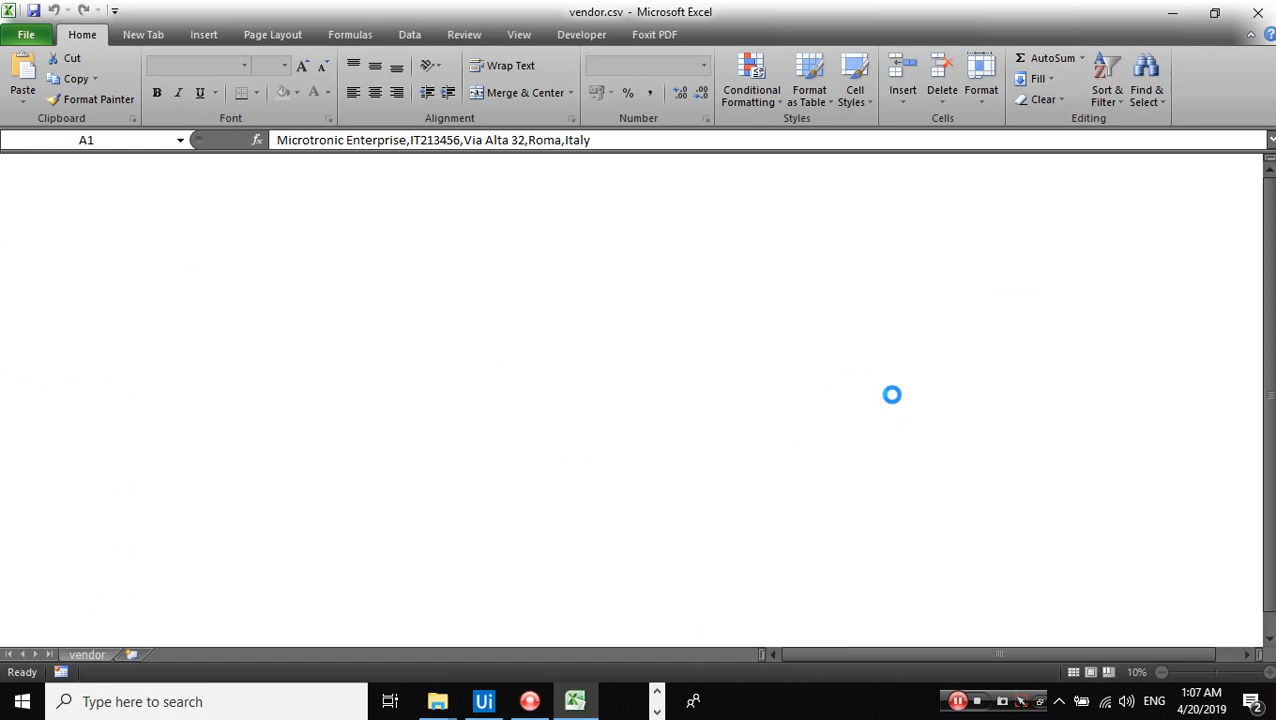 vendor.csv - Microsoft Excel
File Home New Tab Insert Page Layout Formulas Data Review View Developer Foxit PDF
Paste
Cut
Copy
Format Painter
Clipboard
B I U
A
Font
Wrap Text
Merge & Center
Alignment
% ,
Number
Conditional Formatting
Format as Table
Cell Styles
Styles
Insert
Delete
Format
Cells
Σ AutoSum
Fill
Clear
Sort & Filter
Find & Select
Editing
A1 fx Microtronic Enterprise,IT213456,Via Alta 32,Roma,Italy
vendor
Ready 10%
Type here to search
Ui
ENG
1:07 AM
4/20/2019
2